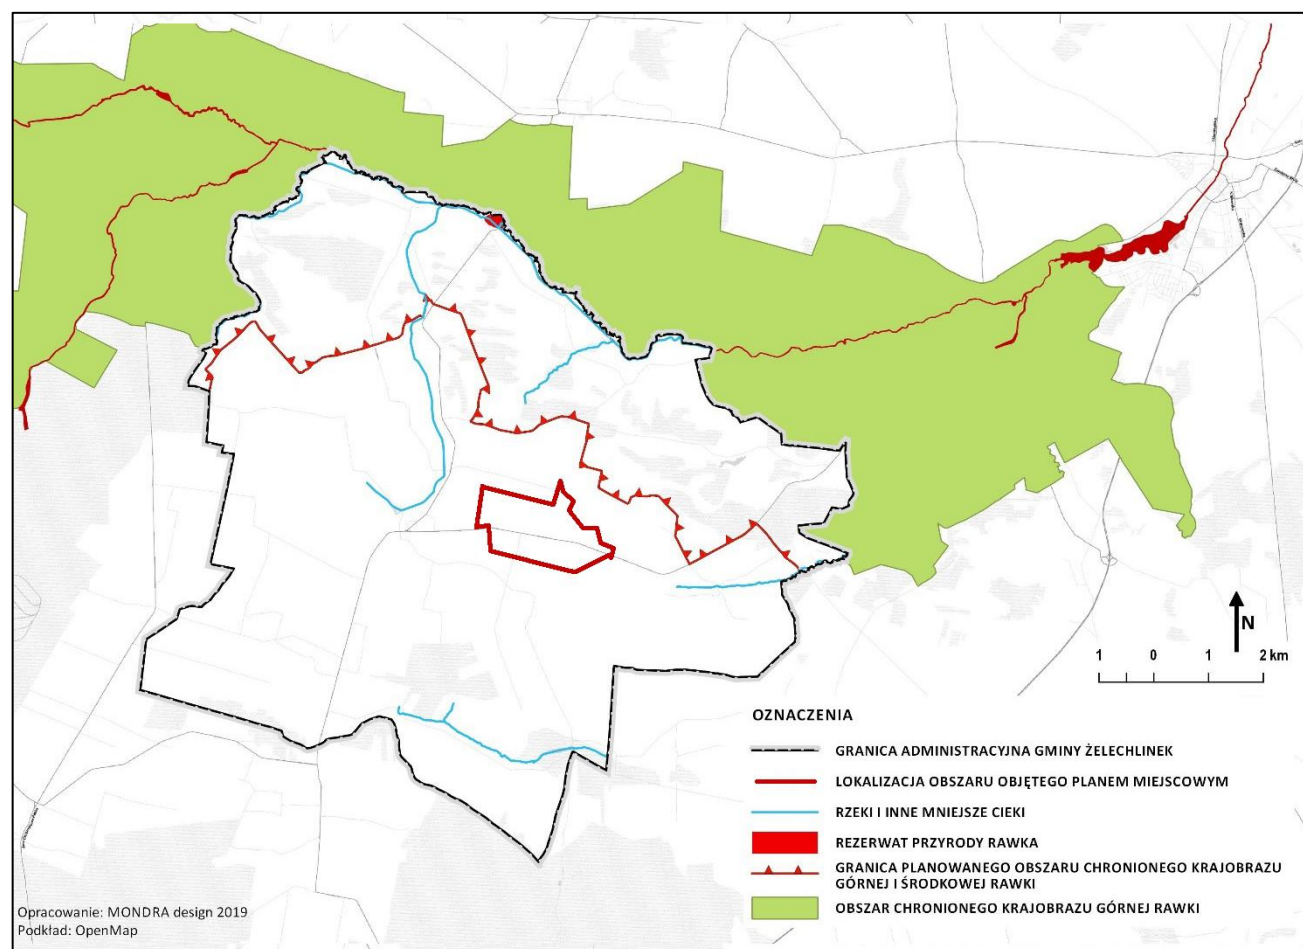 N
1 0 1 2 km
OZNACZENIA
GRANICA ADMINISTRACYJNA GMINY ŻELECHLINEK
LOKALIZACJA OBSZARU OBJĘTEGO PLANEM MIEJSCOWYM
RZEKI I INNE MNIEJSZE CIEKI
REZERWAT PRZYRODY RAWKA
GRANICA PLANOWANEGO OBSZARU CHRONIONEGO KRAJOBRAZU
GÓRNEJ I ŚRODKOWEJ RAWKI
OBSZAR CHRONIONEGO KRAJOBRAZU GÓRNEJ RAWKI
Opracowanie: MONDRA design 2019
Podkład: OpenMap